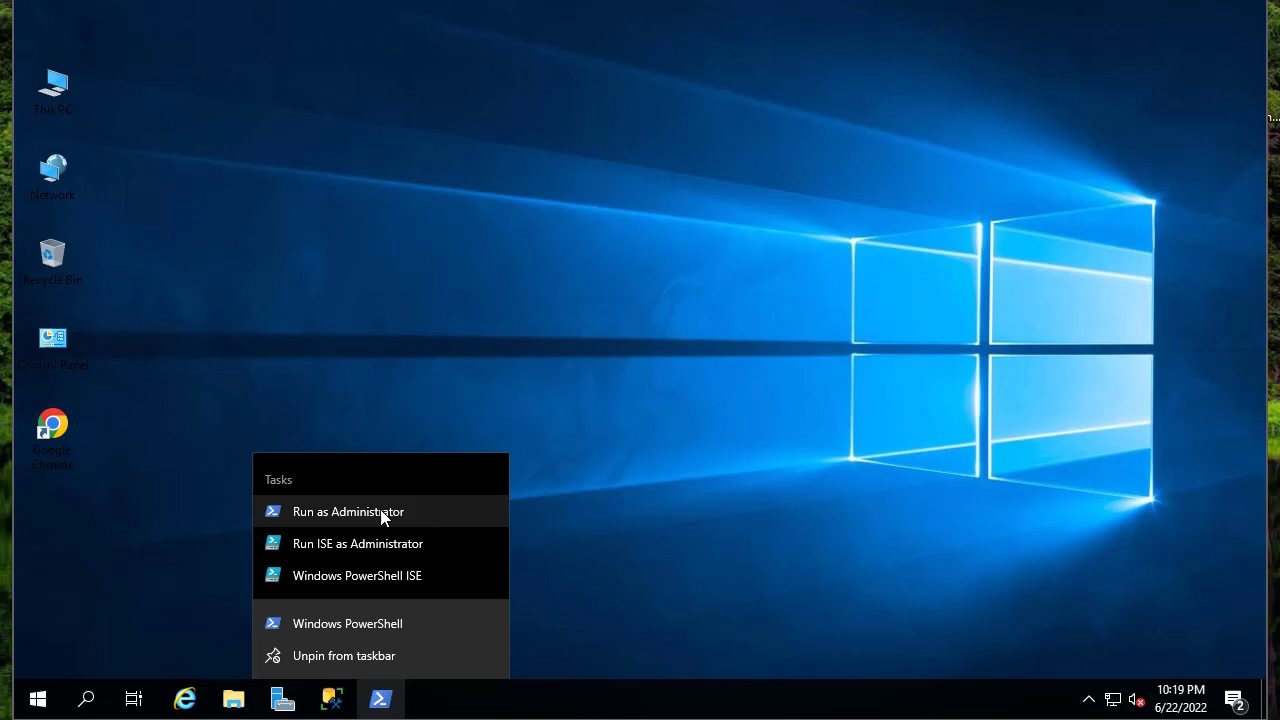 This PC
Network
Recycle Bin
Control Panel
Google
Chrome
Tasks
Run as Administrator
Run ISE as Administrator
Windows PowerShell ISE
Windows PowerShell
Unpin from taskbar
10:19 PM
6/22/2022
2